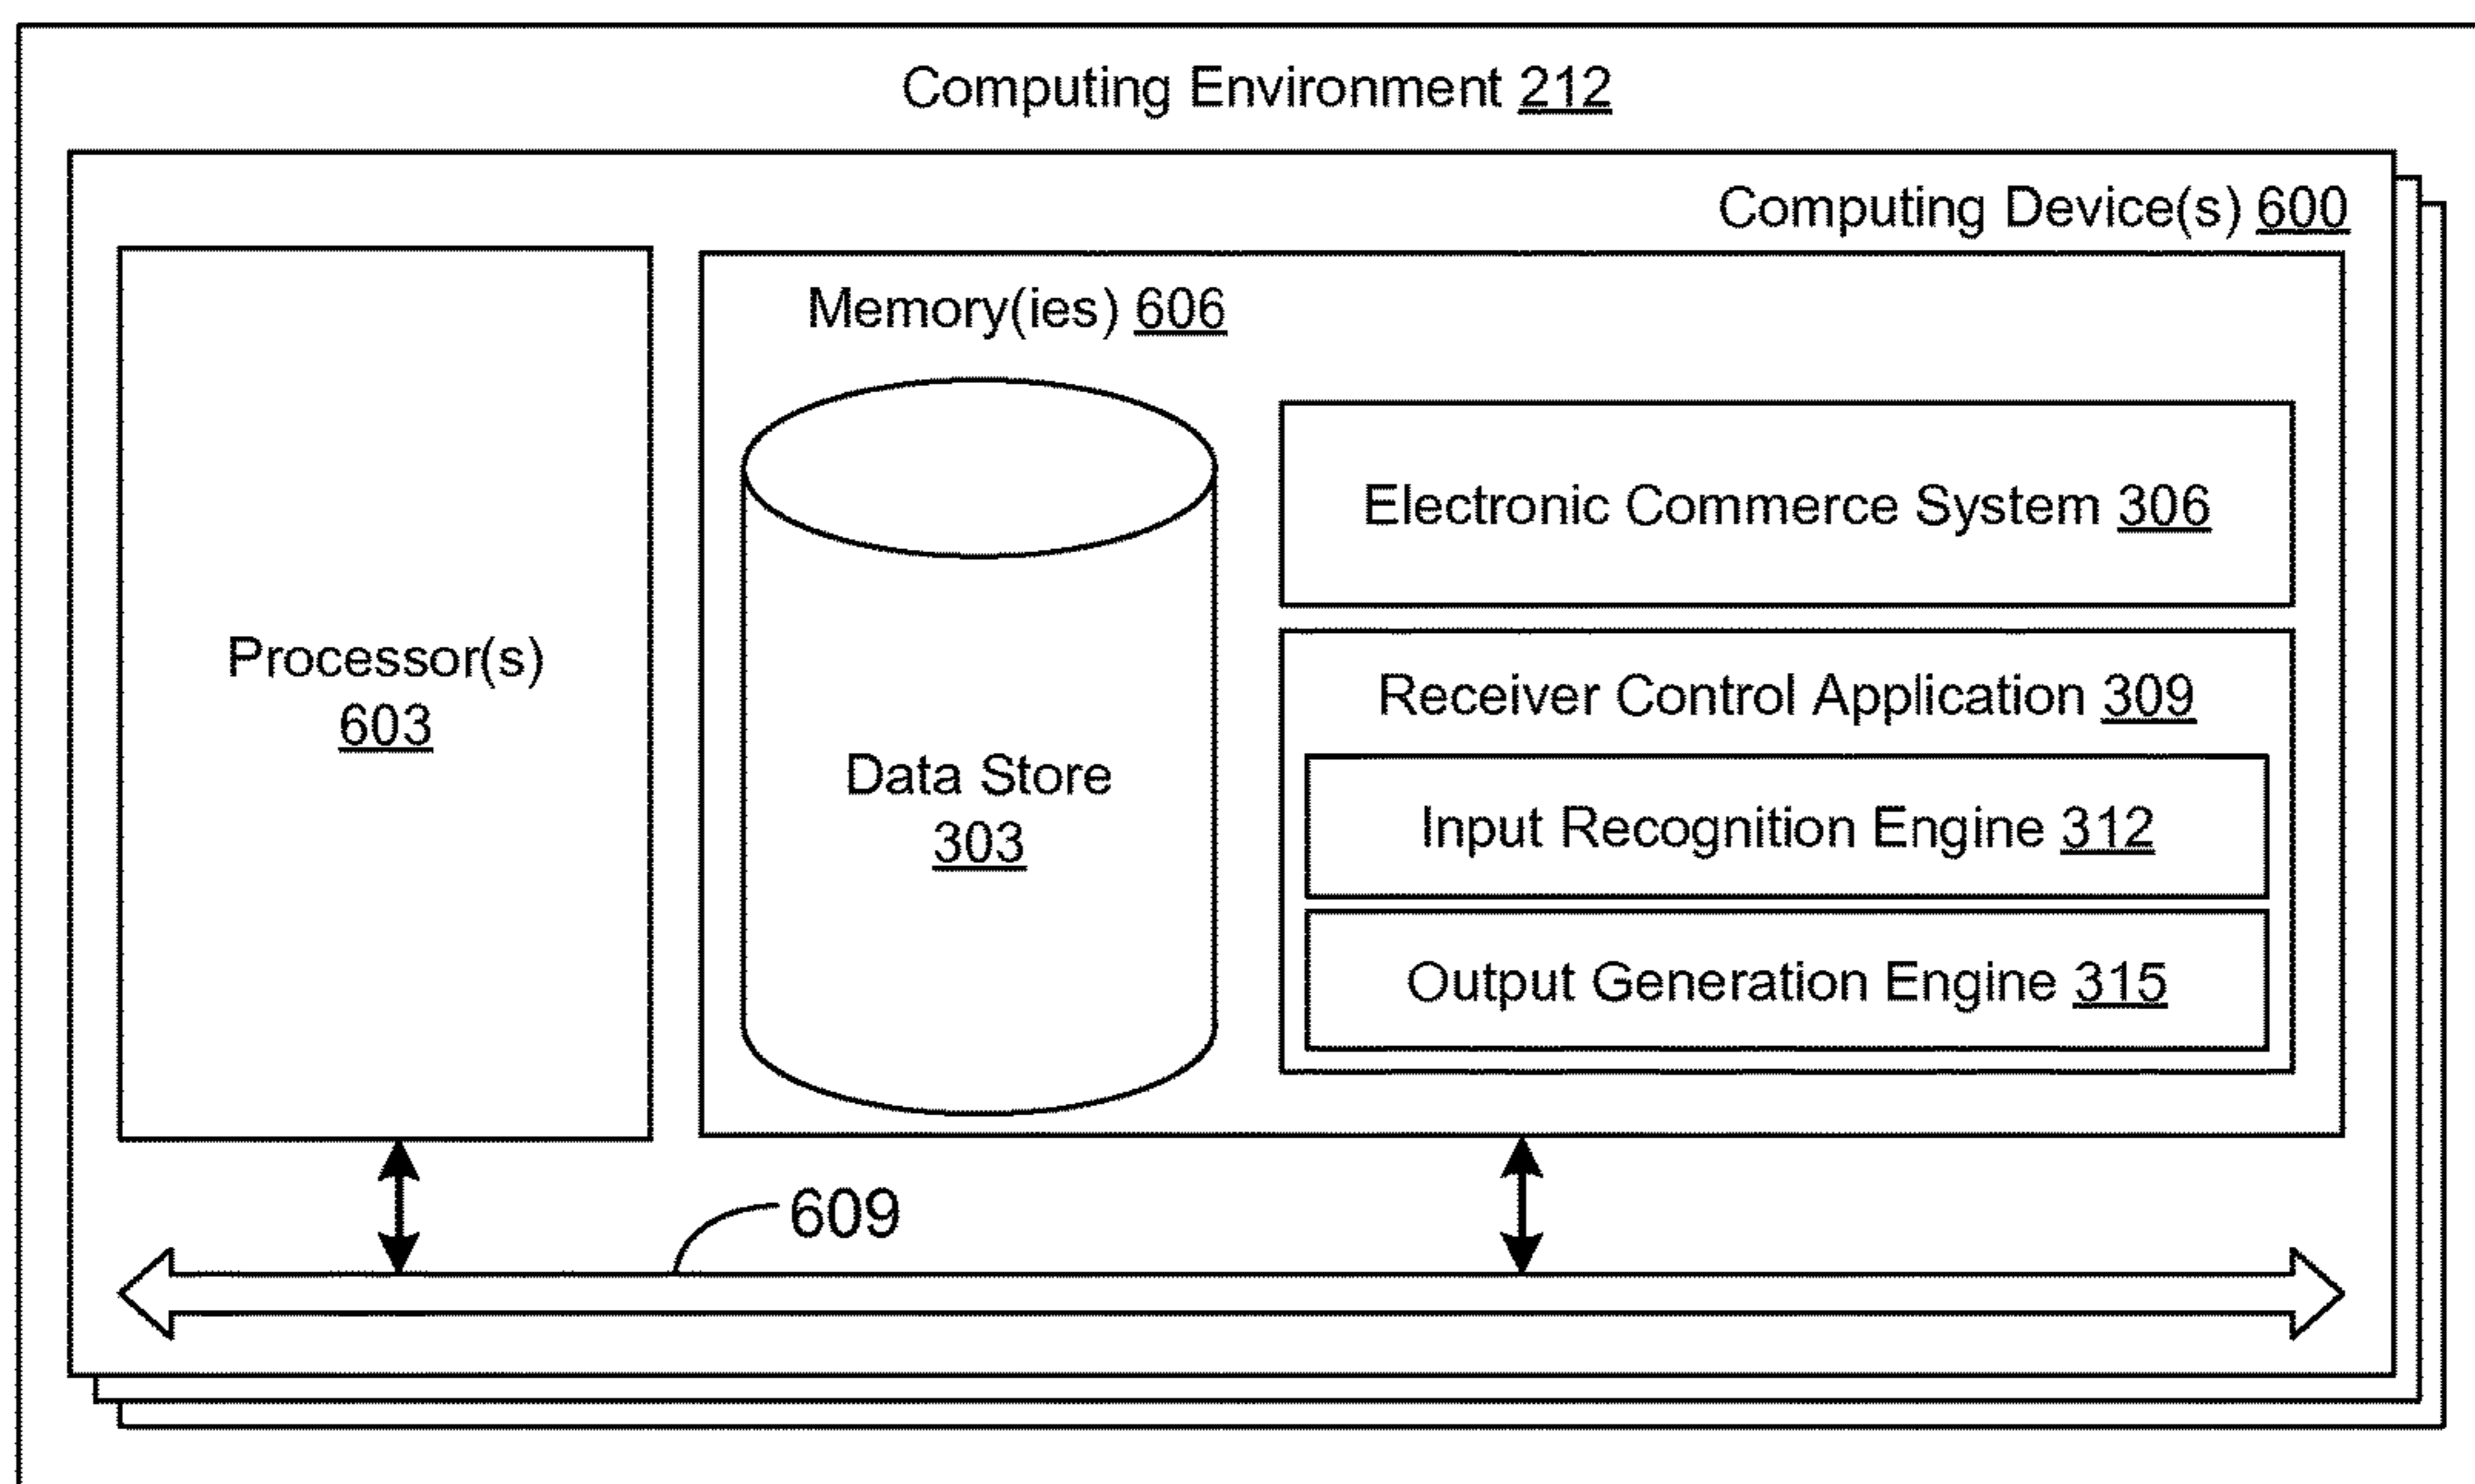 Computing Environment 212
Computing Device(s) 600
Memory(ies) 606
Processor(s)
603
Data Store
303
Electronic Commerce System 306
Receiver Control Application 309
Input Recognition Engine 312
Output Generation Engine 315
609